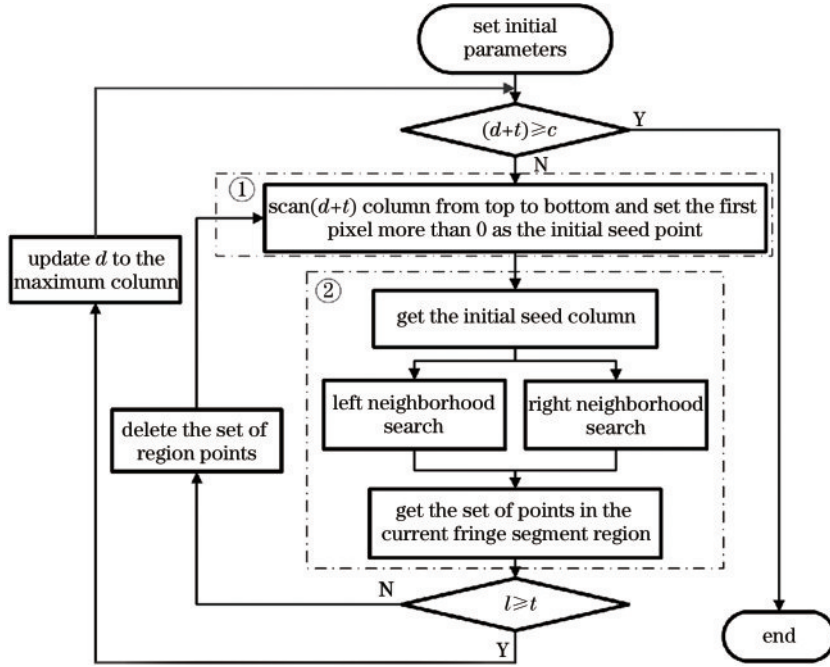 set initial
parameters
(d+t)≥c
Y
N
①
scan(d+t) column from top to bottom and set the first
pixel more than 0 as the initial seed point
update d to the
maximum column
②
get the initial seed column
left neighborhood
search
right neighborhood
search
delete the set of
region points
get the set of points in the
current fringe segment region
N
l≥t
Y
end